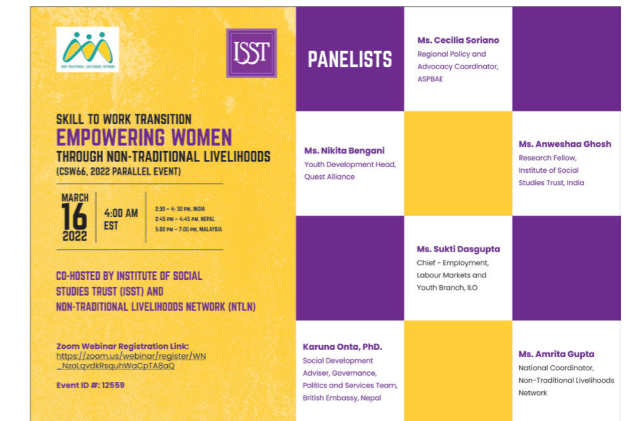 NON TRADITIONAL LIVELIHOODS NETWORK
ISST
SKILL TO WORK TRANSITION
EMPOWERING WOMEN
THROUGH NON-TRADITIONAL LIVELIHOODS
(CSW66, 2022 PARALLEL EVENT)
MARCH
16
2022
4:00 AM
EST
2:30 – 4: 30 PM, INDIA
2:45 PM – 4:45 PM, NEPAL
5:00 PM – 7:00 PM, MALAYSIA
CO-HOSTED BY INSTITUTE OF SOCIAL
STUDIES TRUST (ISST) AND
NON-TRADITIONAL LIVELIHOODS NETWORK (NTLN)
Zoom Webinar Registration Link:
https://zoom.us/webinar/register/WN
_NzoLqvdkRsquhWaCpTA8aQ
Event ID #: 12559
PANELISTS
Ms. Cecilia Soriano
Regional Policy and
Advocacy Coordinator,
ASPBAE
Ms. Nikita Bengani
Youth Development Head,
Quest Alliance
Ms. Anweshaa Ghosh
Research Fellow,
Institute of Social
Studies Trust, India
Ms. Sukti Dasgupta
Chief - Employment,
Labour Markets and
Youth Branch, ILO
Karuna Onta, PhD.
Social Development
Adviser, Governance,
Politics and Services Team,
British Embassy, Nepal
Ms. Amrita Gupta
National Coordinator,
Non-Traditional Livelihoods
Network